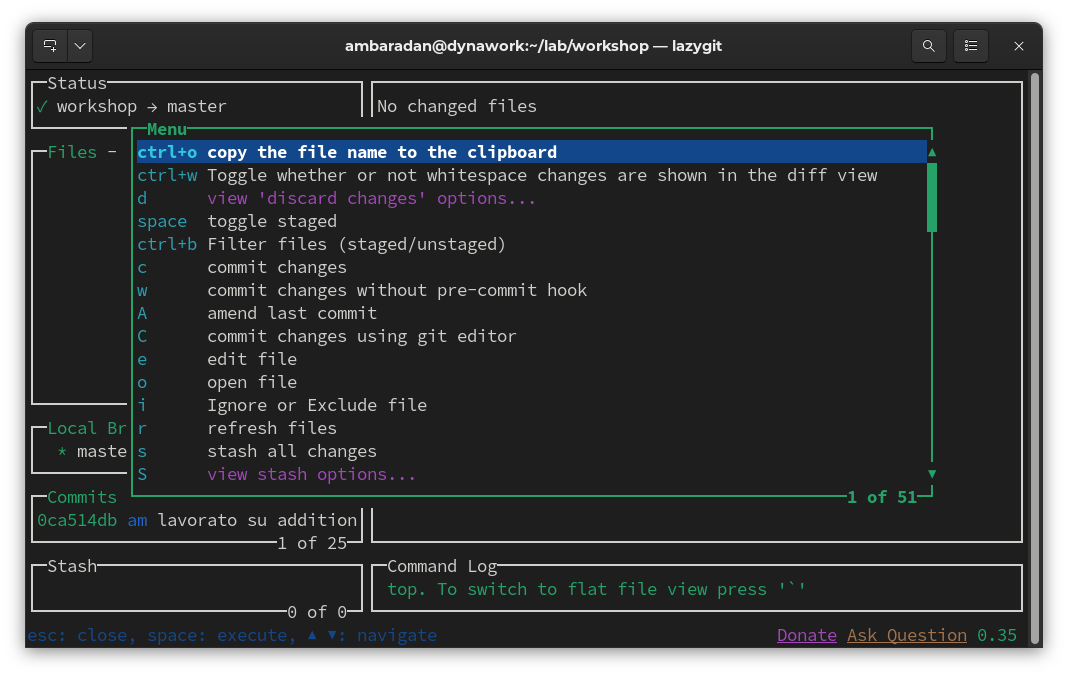 ambaradan@dynawork:~/lab/workshop — lazygit
Status
✓ workshop → master
No changed files
Menu
Files -
ctrl+o copy the file name to the clipboard
ctrl+w Toggle whether or not whitespace changes are shown in the diff view
d view 'discard changes' options...
space toggle staged
ctrl+b Filter files (staged/unstaged)
c commit changes
w commit changes without pre-commit hook
A amend last commit
C commit changes using git editor
e edit file
o open file
i Ignore or Exclude file
r refresh files
s stash all changes
S view stash options...
1 of 51
Local Br
* maste
Commits
0ca514db am lavorato su addition
1 of 25
Stash
0 of 0
Command Log
top. To switch to flat file view press '`'
esc: close, space: execute, ▲ ▼: navigate
Donate Ask Question 0.35